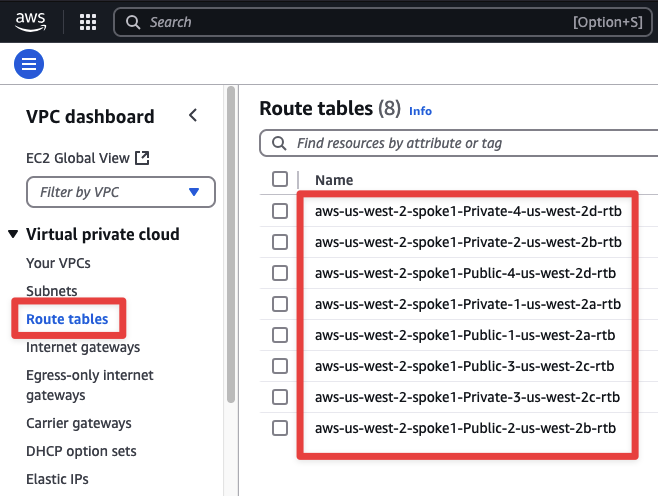 aws
Search
[Option+S]
VPC dashboard
EC2 Global View
Filter by VPC
Virtual private cloud
Your VPCs
Subnets
Route tables
Internet gateways
Egress-only internet
gateways
Carrier gateways
DHCP option sets
Elastic IPs
Route tables (8) Info
Find resources by attribute or tag
Name
aws-us-west-2-spoke1-Private-4-us-west-2d-rtb
aws-us-west-2-spoke1-Private-2-us-west-2b-rtb
aws-us-west-2-spoke1-Public-4-us-west-2d-rtb
aws-us-west-2-spoke1-Private-1-us-west-2a-rtb
aws-us-west-2-spoke1-Public-1-us-west-2a-rtb
aws-us-west-2-spoke1-Public-3-us-west-2c-rtb
aws-us-west-2-spoke1-Private-3-us-west-2c-rtb
aws-us-west-2-spoke1-Public-2-us-west-2b-rtb